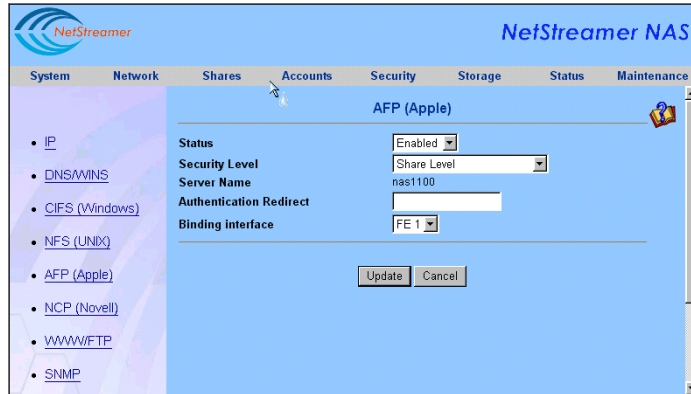 NetStreamer
NetStreamer NAS
System Network Shares Accounts Security Storage Status Maintenance
AFP (Apple)
IP
DNS/WINS
CIFS (Windows)
NFS (UNIX)
AFP (Apple)
NCP (Novell)
WWW/FTP
SNMP
Status Enabled
Security Level Share Level
Server Name nas1100
Authentication Redirect
Binding interface FE 1
Update Cancel